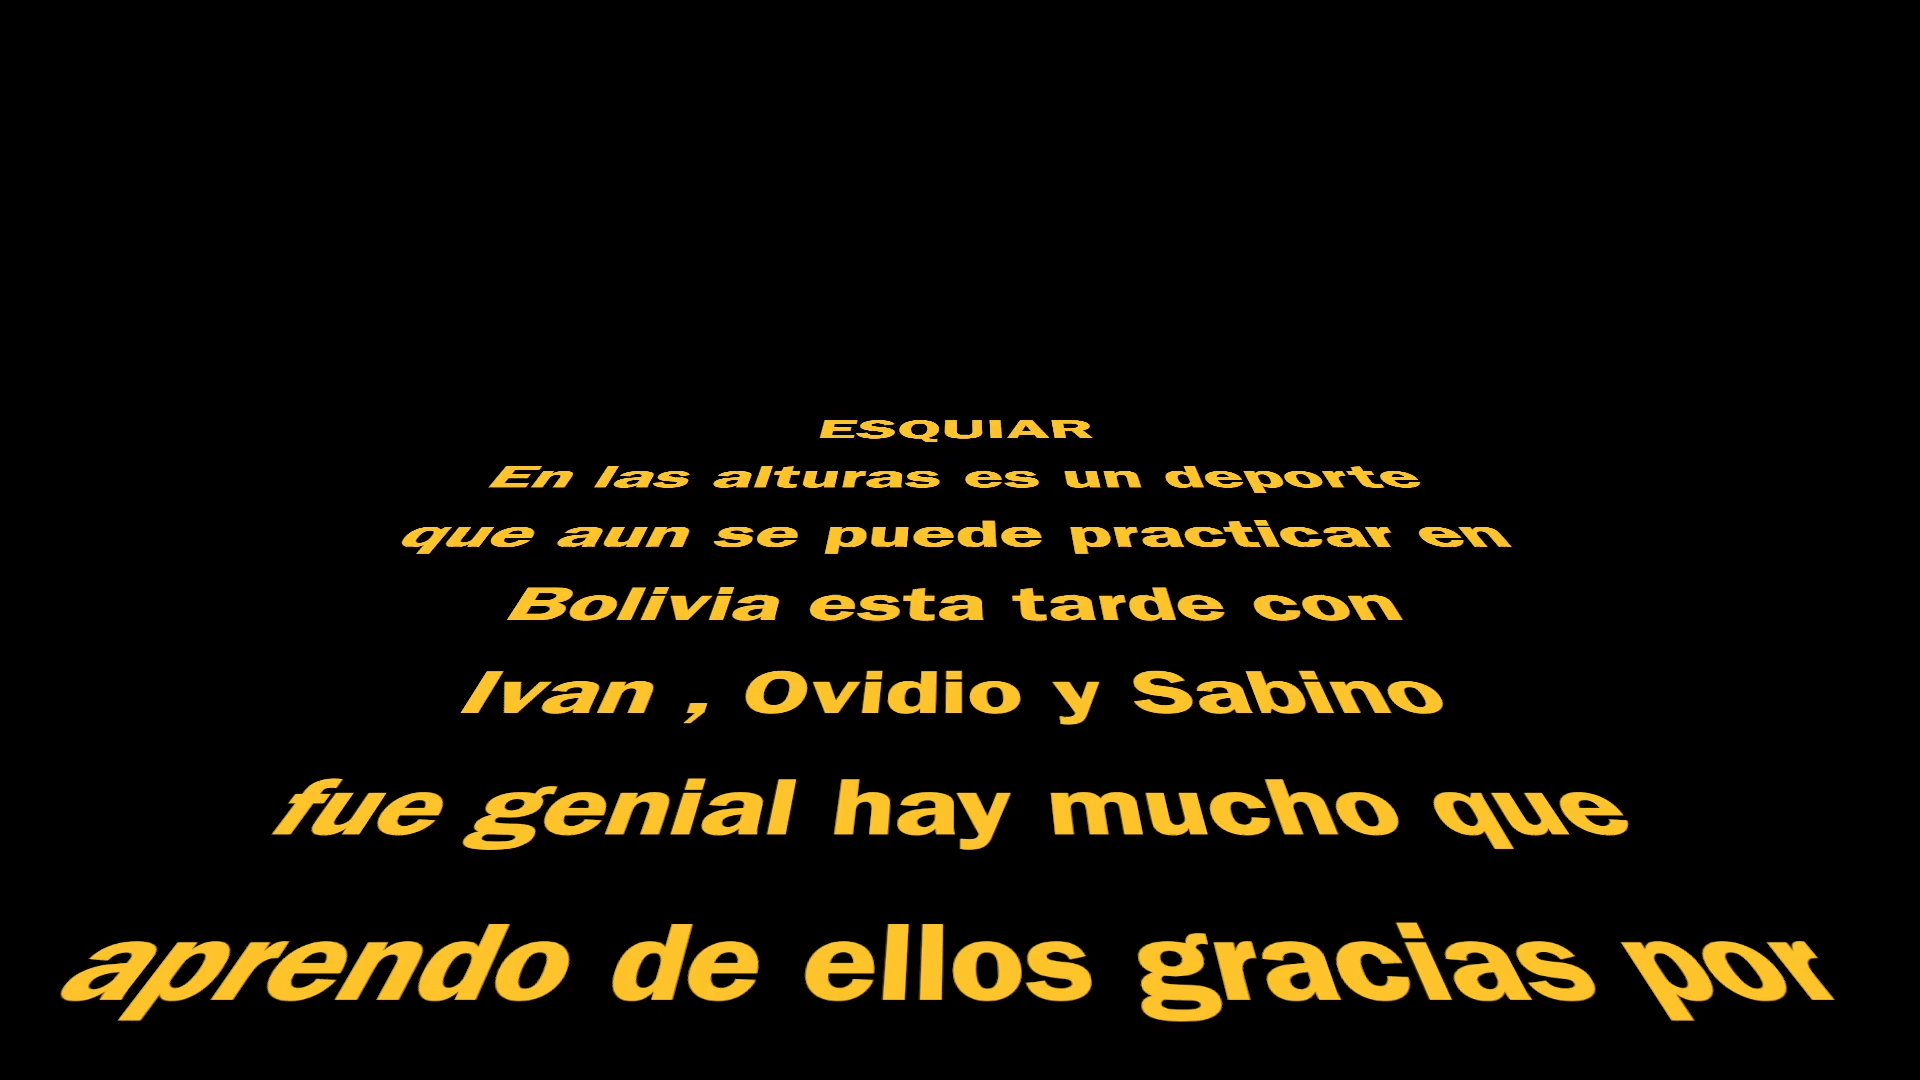 ESQUIAR
En las alturas es un deporte
que aun se puede practicar en
Bolivia esta tarde con
Ivan , Ovidio y Sabino
fue genial hay mucho que
aprendo de ellos gracias por